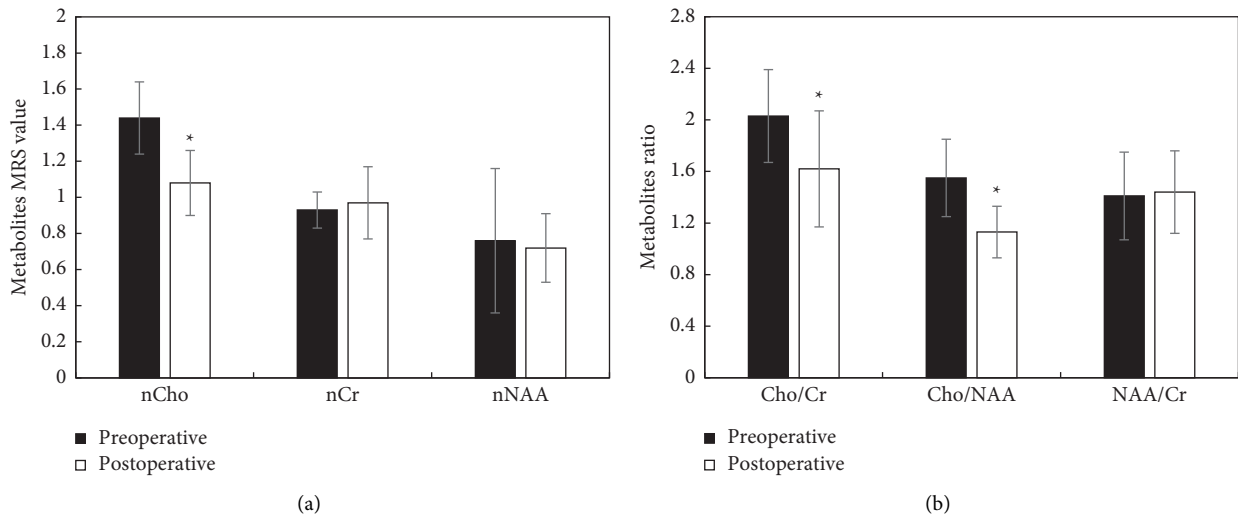 Metabolites MRS value
2
1.8
1.6
1.4
1.2
1
0.8
0.6
0.4
0.2
0
*
nCho
nCr
nNAA
Preoperative
Postoperative
(a)
Metabolites ratio
2.8
2.4
2
1.6
1.2
0.8
0.4
0
*
*
Cho/Cr
Cho/NAA
NAA/Cr
Preoperative
Postoperative
(b)